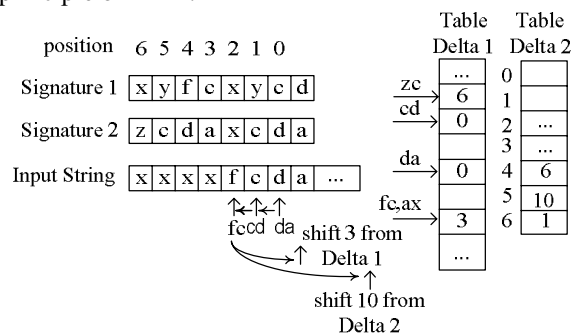 Table Table
Delta 1 Delta 2
position 6 5 4 3 2 1 0
Signature 1 x y f c x y c d
Signature 2 z c d a x c d a
Input String x x x x f c d a ...
... 0
zc 6 1
cd 0 2 ...
3 ...
da 0 4 6
5 10
fc,ax 3 6 1
...
fc cd da
shift 3 from
Delta 1
shift 10 from
Delta 2